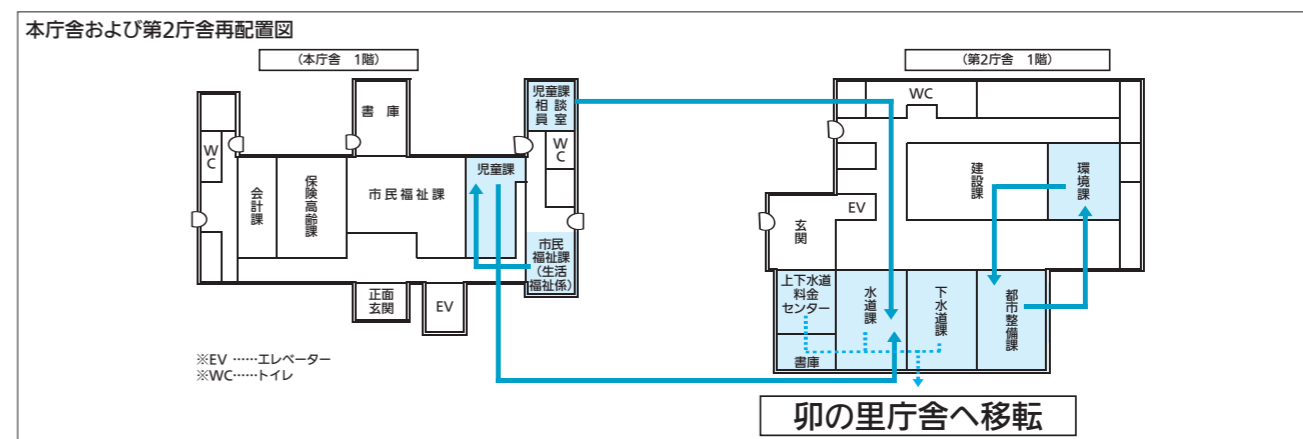 本庁舎および第2庁舎再配置図
(本庁舎　1階)
書　庫
児童課
相　談
員　室
WC
WC
会計課
保険高齢課
市民福祉課
児童課
市民
福祉課
(生活
福祉係)
正面
玄関
EV
※EV ……エレベーター
※WC……トイレ
(第2庁舎　1階)
WC
建設課
環境課
EV
玄関
上下水道
料金
センター
水道課
下水道課
都市整備課
書庫
卯の里庁舎へ移転